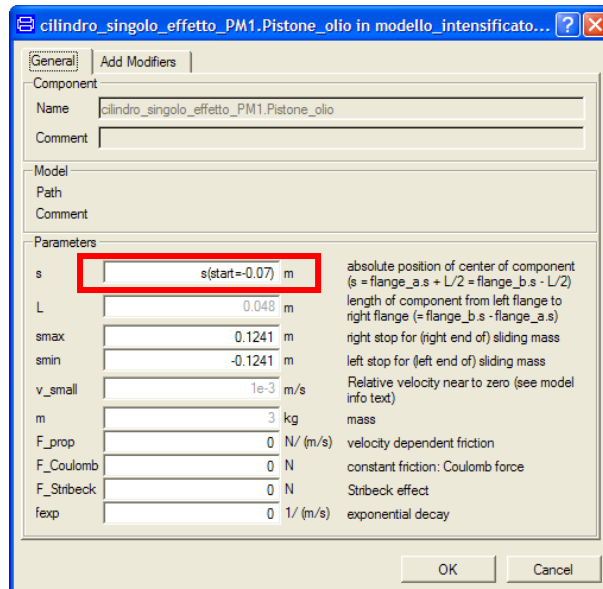 cilindro_singolo_effetto_PM1.Pistone_olio in modello_intensificato...
General Add Modifiers
Component
Name cilindro_singolo_effetto_PM1.Pistone_olio
Comment
Model
Path
Comment
Parameters
s s(start=-0.07) m absolute position of center of component
(s = flange_a.s + L/2 = flange_b.s - L/2)
L 0.048 m length of component from left flange to
right flange (= flange_b.s - flange_a.s)
smax 0.1241 m right stop for (right end of) sliding mass
smin -0.1241 m left stop for (left end of) sliding mass
v_small 1e-3 m/s Relative velocity near to zero (see model
info text)
m 3 kg mass
F_prop 0 N/ (m/s) velocity dependent friction
F_Coulomb 0 N constant friction: Coulomb force
F_Stribeck 0 N Stribeck effect
fexp 0 1/ (m/s) exponential decay
OK Cancel